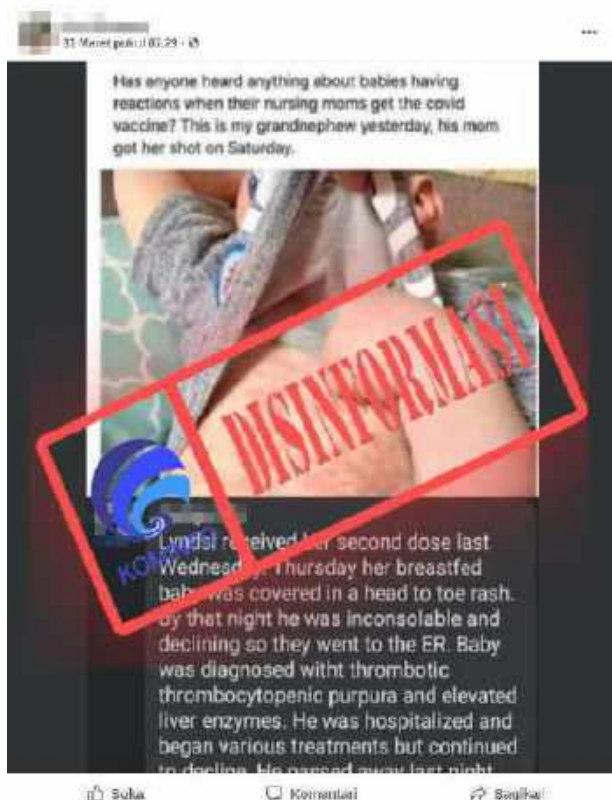 31 Maret pukul 02.29
Has anyone heard anything about babies having
reactions when their nursing moms get the covid
vaccine? This is my grandnephew yesterday, his mom
got her shot on Saturday.
DISINFORMASI
Lyndsi received her second dose last
Wednesday. Thursday her breastfed
baby was covered in a head to toe rash.
By that night he was inconsolable and
declining so they went to the ER. Baby
was diagnosed witht thrombotic
thrombocytopenic purpura and elevated
liver enzymes. He was hospitalized and
began various treatments but continued
to decline. He passed away last night
Suka
Komentari
Bagikan